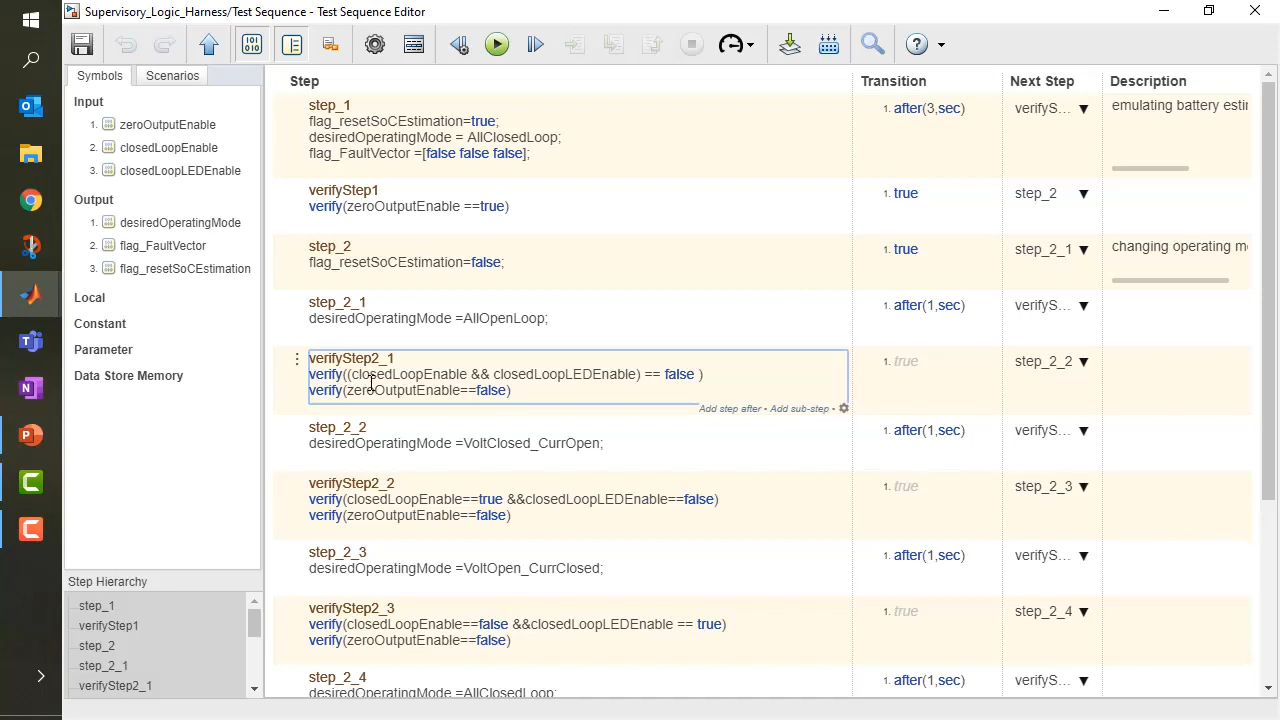 Supervisory_Logic_Harness/Test Sequence - Test Sequence Editor
Symbols
Scenarios
Input
1. zeroOutputEnable
2. closedLoopEnable
3. closedLoopLEDEnable
Output
1. desiredOperatingMode
2. flag_FaultVector
3. flag_resetSoCEstimation
Local
Constant
Parameter
Data Store Memory
Step Hierarchy
step_1
verifyStep1
step_2
step_2_1
verifyStep2_1
Step Transition Next Step Description
step_1
flag_resetSoCEstimation=true;
desiredOperatingMode = AllClosedLoop;
flag_FaultVector =[false false false];
1. after(3,sec) verifyS... emulating battery estir
verifyStep1
verify(zeroOutputEnable ==true)
1. true step_2
step_2
flag_resetSoCEstimation=false;
1. true step_2_1 changing operating m
step_2_1
desiredOperatingMode =AllOpenLoop;
1. after(1,sec) verifyS...
verifyStep2_1
verify((closedLoopEnable && closedLoopLEDEnable) == false )
verify(zeroOutputEnable==false)
1. true step_2_2
Add step after - Add sub-step -
step_2_2
desiredOperatingMode =VoltClosed_CurrOpen;
1. after(1,sec) verifyS...
verifyStep2_2
verify(closedLoopEnable==true &&closedLoopLEDEnable==false)
verify(zeroOutputEnable==false)
1. true step_2_3
step_2_3
desiredOperatingMode =VoltOpen_CurrClosed;
1. after(1,sec) verifyS...
verifyStep2_3
verify(closedLoopEnable==false &&closedLoopLEDEnable == true)
verify(zeroOutputEnable==false)
1. true step_2_4
step_2_4
desiredOperatingMode =AllClosedLoop;
1. after(1,sec) verifyS...